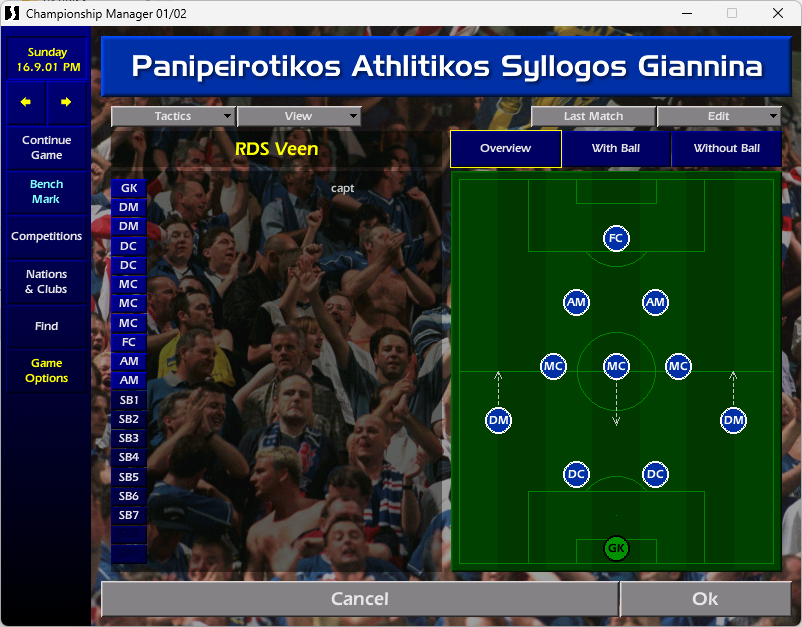 Championship Manager 01/02
Sunday
16.9.01 PM
Continue
Game
Bench
Mark
Competitions
Nations
& Clubs
Find
Game
Options
Panipeirotikos Athlitikos Syllogos Giannina
Tactics
View
Last Match
Edit
RDS Veen
Overview
With Ball
Without Ball
GK capt
DM
DM
DC
DC
MC
MC
MC
FC
AM
AM
SB1
SB2
SB3
SB4
SB5
SB6
SB7
FC
AM AM
MC MC MC
DM DM
DC DC
GK
Cancel
Ok